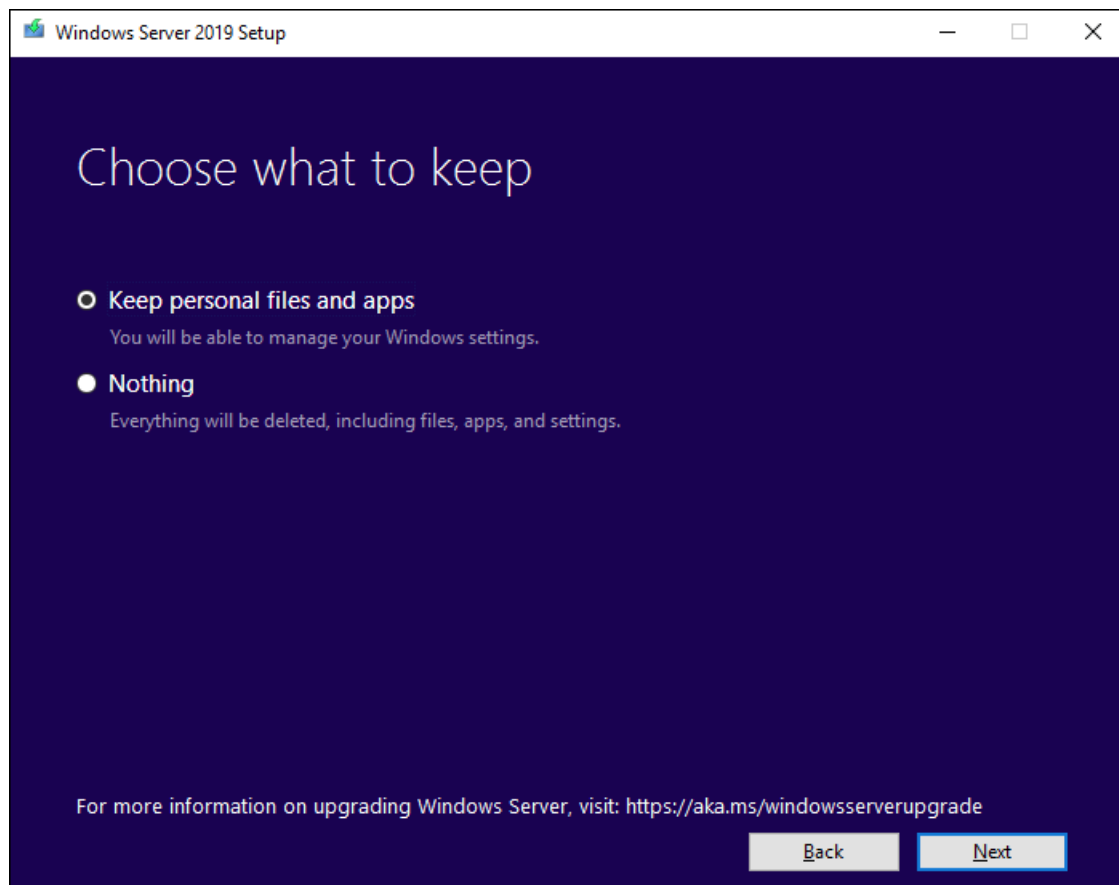 Windows Server 2019 Setup
Choose what to keep
Keep personal files and apps
You will be able to manage your Windows settings.
Nothing
Everything will be deleted, including files, apps, and settings.
For more information on upgrading Windows Server, visit: https://aka.ms/windowsserverupgrade
Back
Next